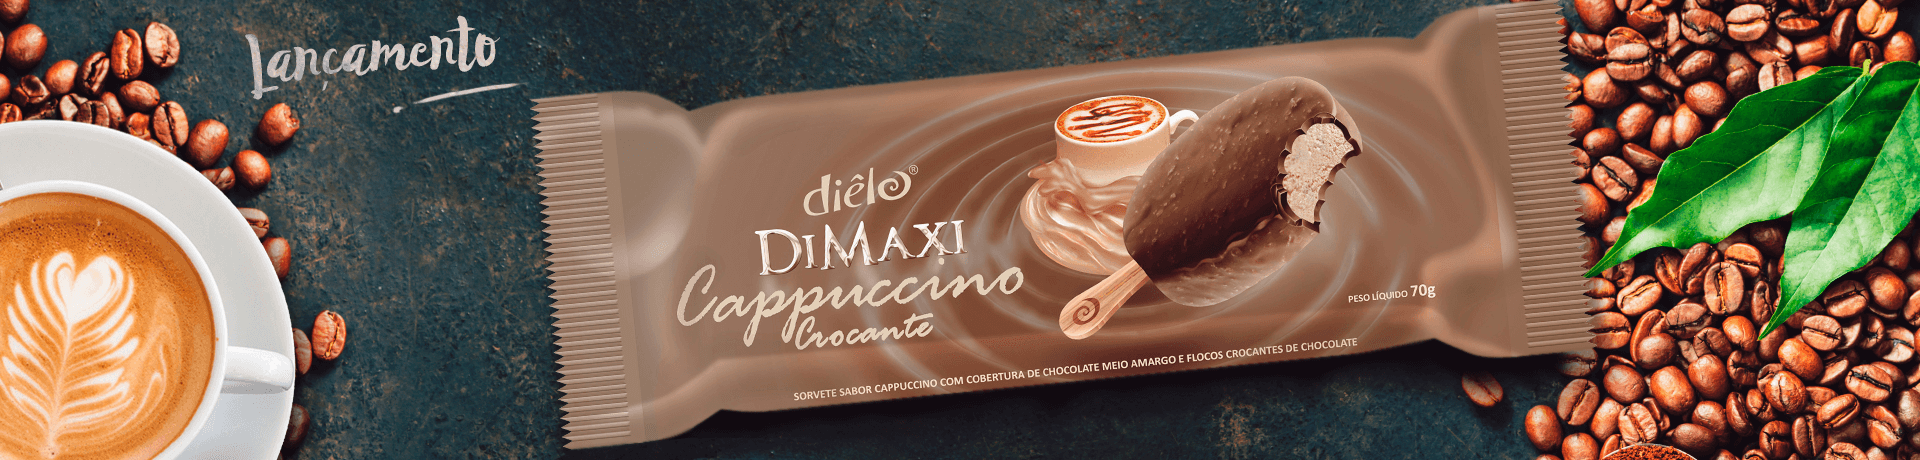 Lançamento
diêlo®
DIMAXI
Cappuccino
Crocante
PESO LÍQUIDO 70g
SORVETE SABOR CAPPUCCINO COM COBERTURA DE CHOCOLATE MEIO AMARGO E FLOCOS CROCANTES DE CHOCOLATE